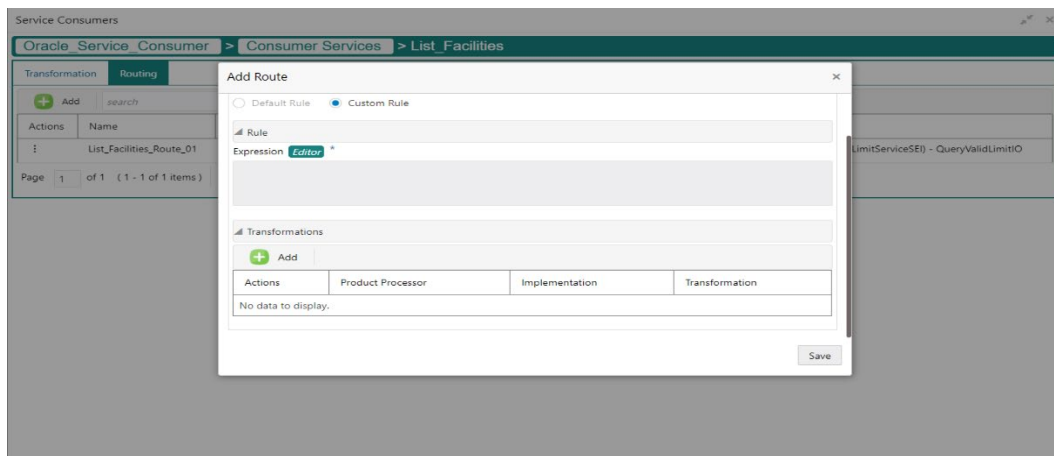 Service Consumers
Oracle_Service_Consumer > Consumer Services > List_Facilities
Transformation Routing
Add Route
Add search
Default Rule Custom Rule
Actions Name
Rule
List_Facilities_Route_01
Expression Editor *
LimitServiceSEI) - QueryValidLimitIO
Page 1 of 1 ( 1 - 1 of 1 items )
Transformations
Add
Actions Product Processor Implementation Transformation
No data to display.
Save